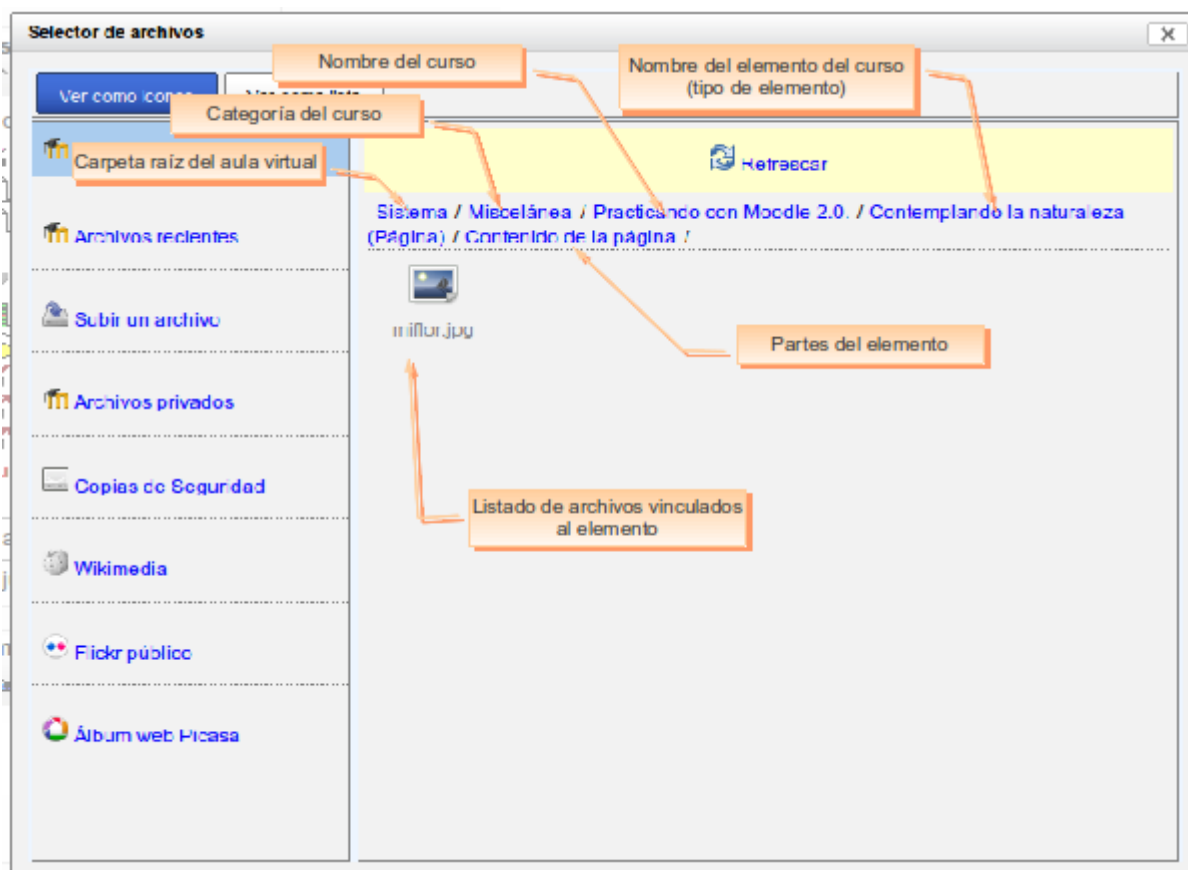 Selector de archivos
Nombre del curso
Nombre del elemento del curso
(tipo de elemento)
Ver como iconos
Ver como lista
Categoría del curso
Carpeta raíz del aula virtual
Refrescar
Sistema / Miscelánea / Practicando con Moodle 2.0. / Contemplando la naturaleza
(Página) / Contenido de la página /
Archivos recientes
miflor.jpg
Subir un archivo
Partes del elemento
Archivos privados
Copias de Seguridad
Listado de archivos vinculados
al elemento
Wikimedia
Flickr público
Álbum web Picasa